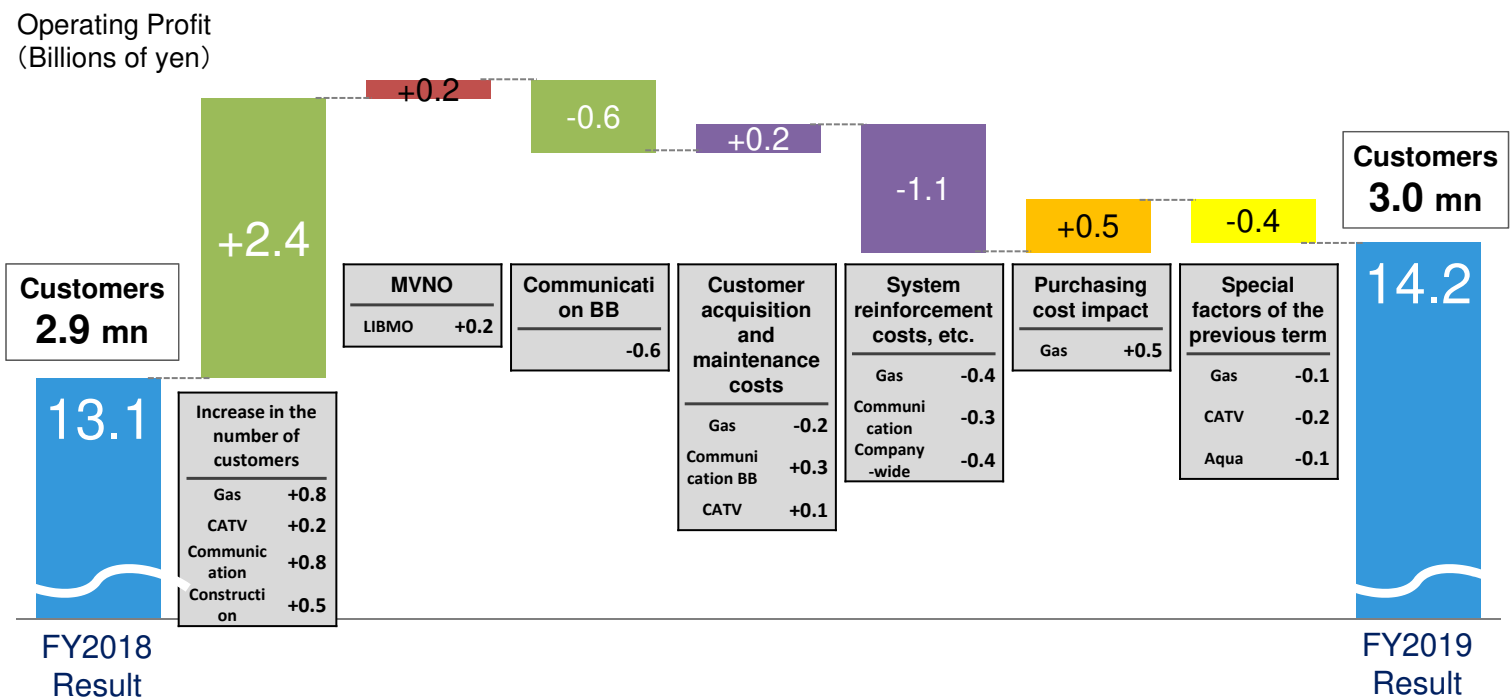 Operating Profit
（Billions of yen）
+2.4
+0.2
-0.6
+0.2
-1.1
+0.5
-0.4
Customers
2.9 mn
13.1
Customers
3.0 mn
14.2
Increase in the
number of
customers
Gas +0.8
CATV +0.2
Communic
ation +0.8
Constructi
on +0.5
MVNO
LIBMO +0.2
Communicati
on BB
-0.6
Customer
acquisition
and
maintenance
costs
Gas -0.2
Communi
cation BB +0.3
CATV +0.1
System
reinforcement
costs, etc.
Gas -0.4
Communi
cation -0.3
Company
-wide -0.4
Purchasing
cost impact
Gas +0.5
Special
factors of the
previous term
Gas -0.1
CATV -0.2
Aqua -0.1
FY2018
Result
FY2019
Result